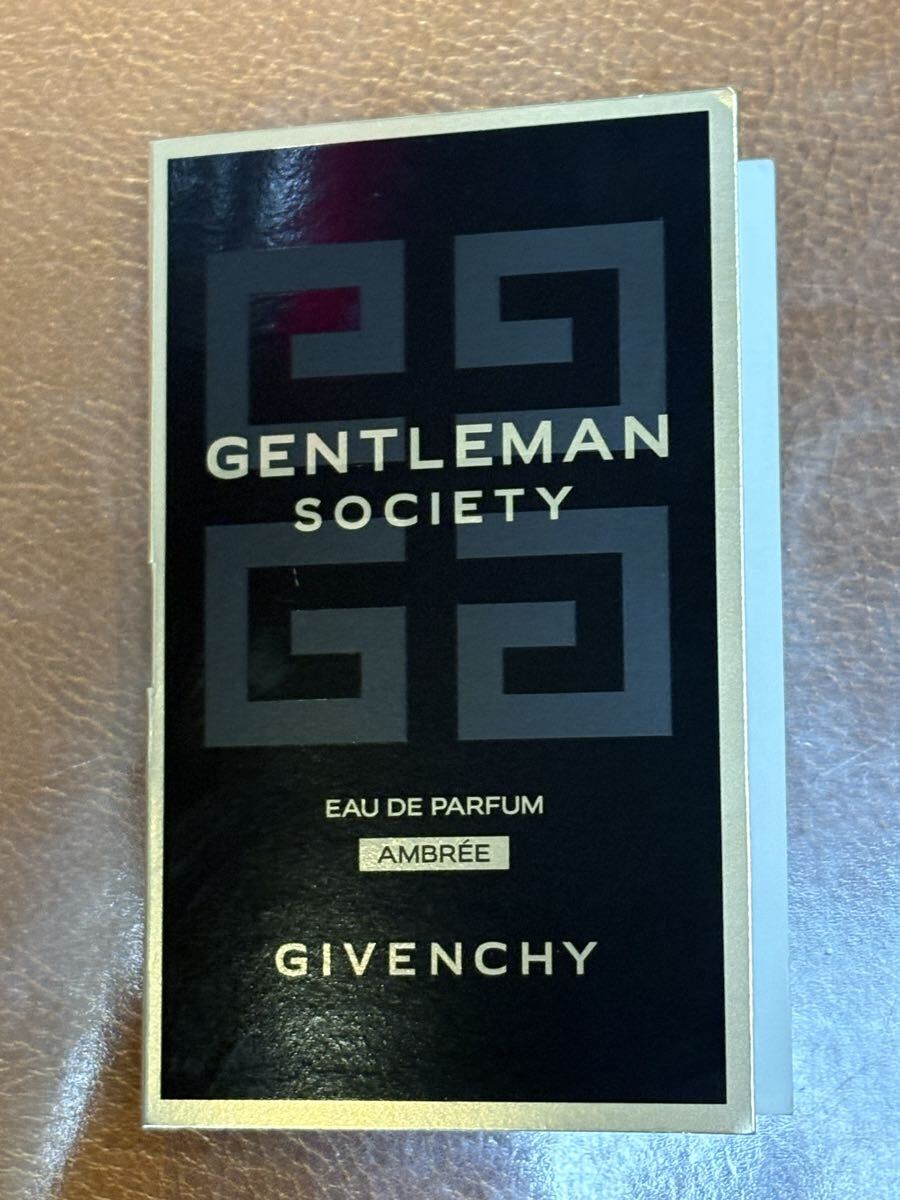 GENTLEMAN
SOCIETY
EAU DE PARFUM
AMBRÉE
GIVENCHY